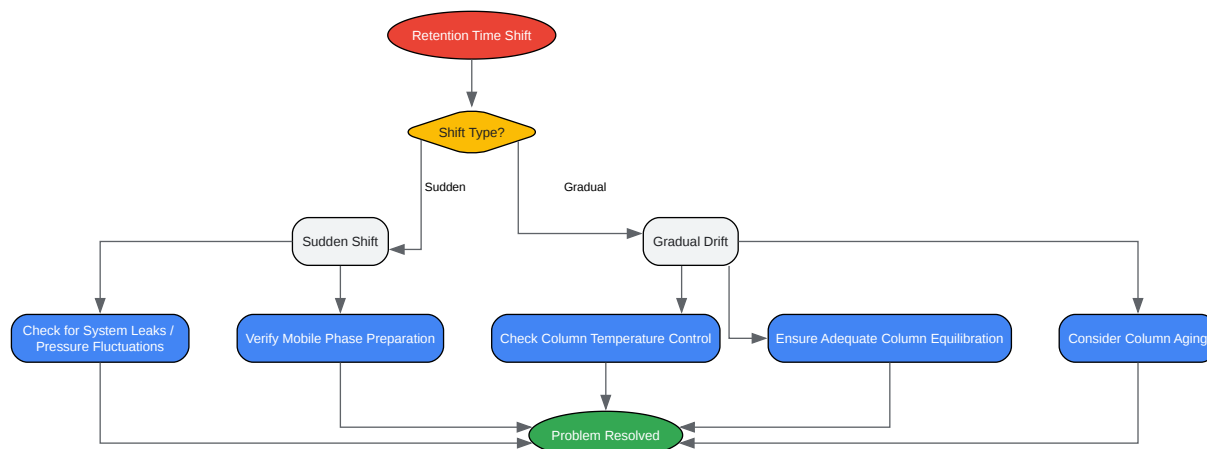 Retention Time Shift
Shift Type?
Sudden
Gradual
Sudden Shift
Gradual Drift
Check for System Leaks /
Pressure Fluctuations
Verify Mobile Phase Preparation
Check Column Temperature Control
Ensure Adequate Column Equilibration
Consider Column Aging
Problem Resolved